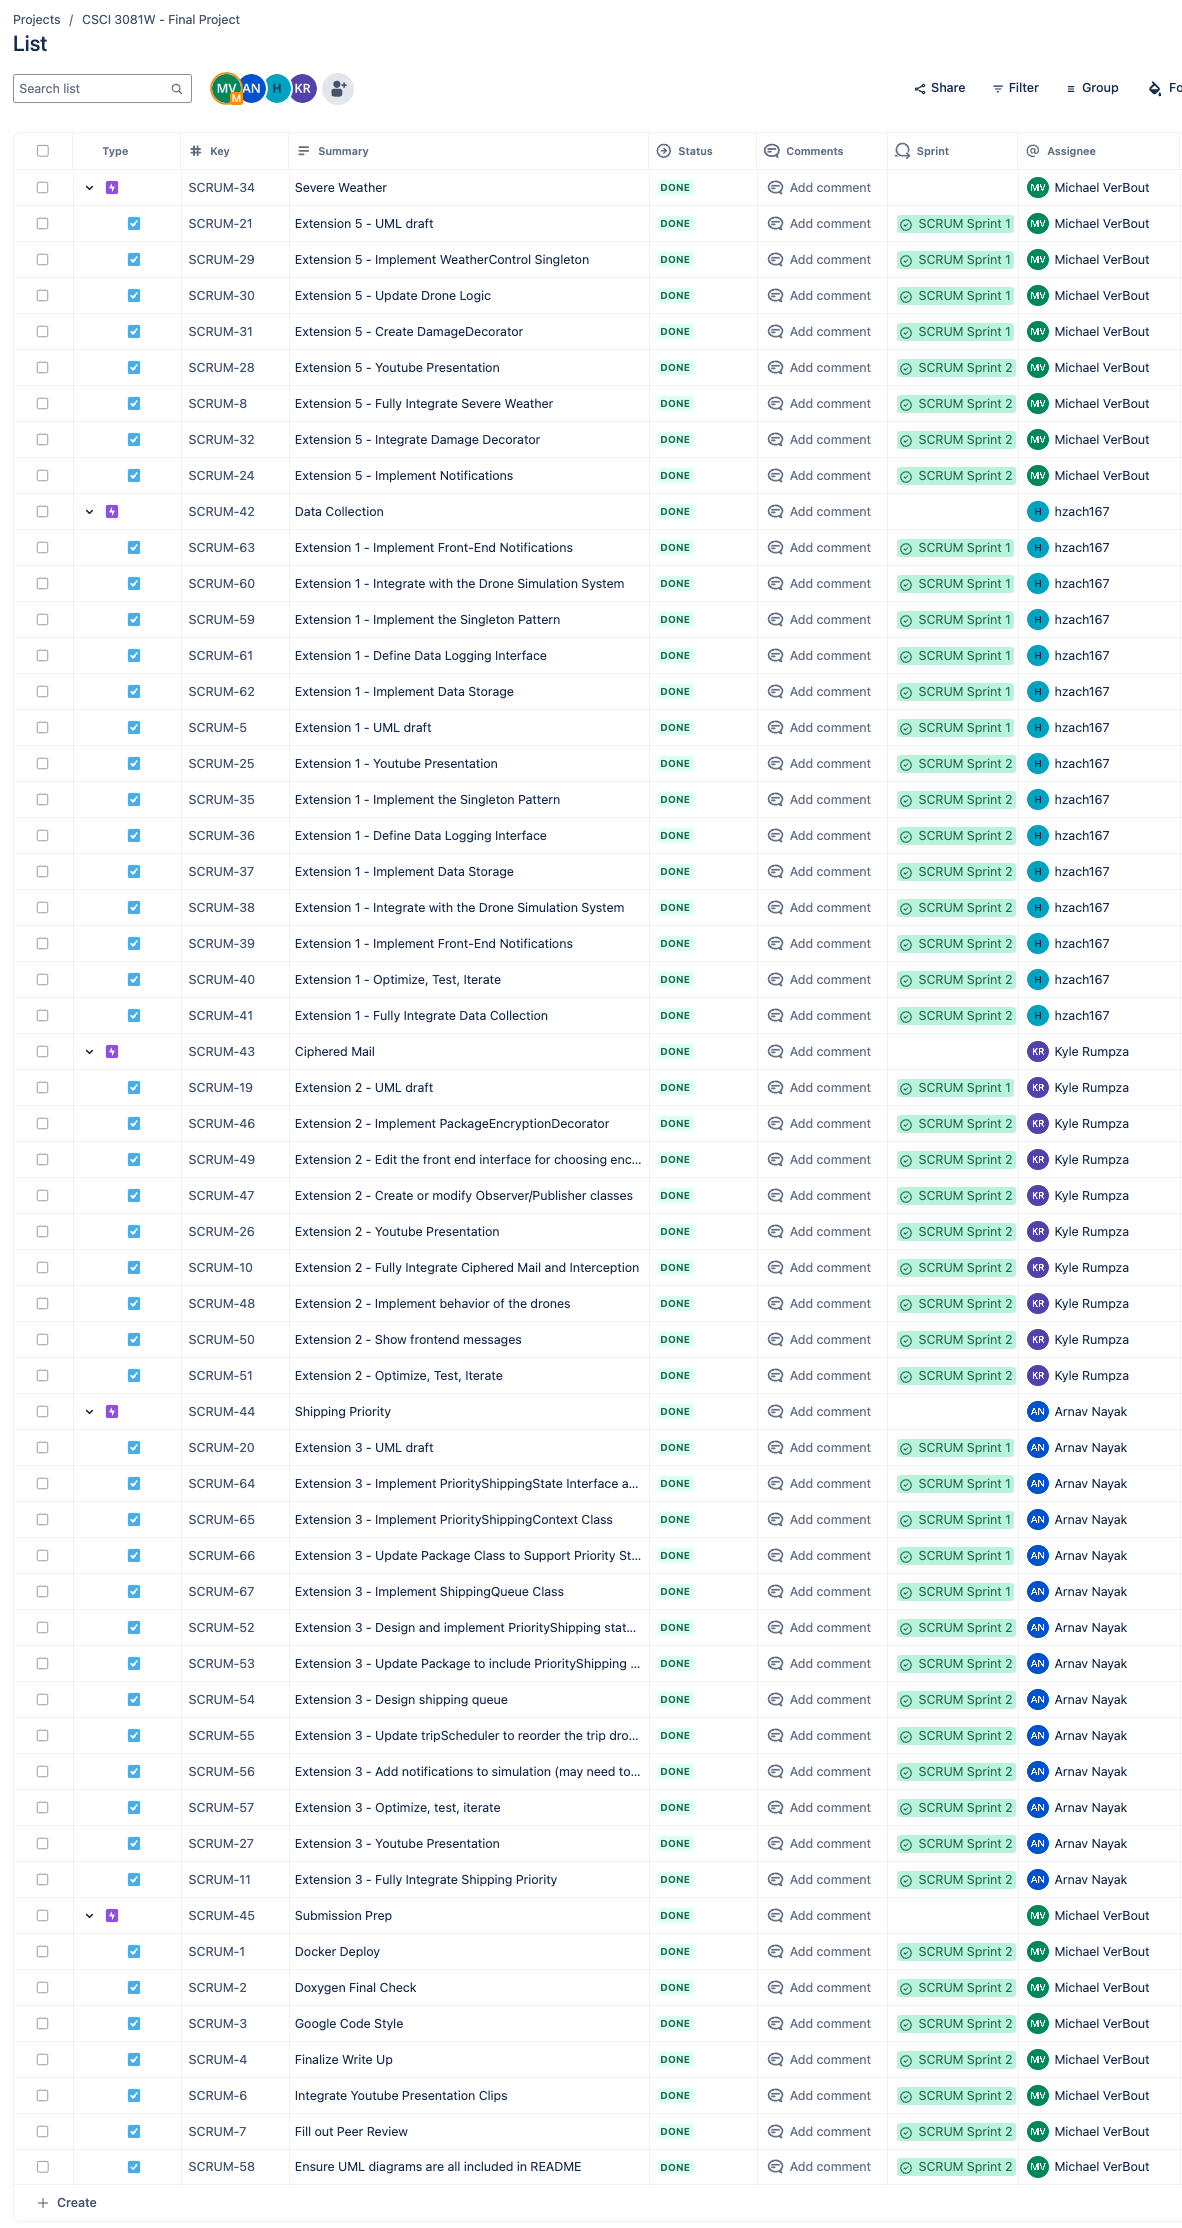 Projects / CSCI 3081W - Final Project
List
Search list MV M AN H KR Share Filter Group Fo
Type Key Summary Status Comments Sprint Assignee
SCRUM-34 Severe Weather DONE Add comment MV Michael VerBout
SCRUM-21 Extension 5 - UML draft DONE Add comment SCRUM Sprint 1 MV Michael VerBout
SCRUM-29 Extension 5 - Implement WeatherControl Singleton DONE Add comment SCRUM Sprint 1 MV Michael VerBout
SCRUM-30 Extension 5 - Update Drone Logic DONE Add comment SCRUM Sprint 1 MV Michael VerBout
SCRUM-31 Extension 5 - Create DamageDecorator DONE Add comment SCRUM Sprint 1 MV Michael VerBout
SCRUM-28 Extension 5 - Youtube Presentation DONE Add comment SCRUM Sprint 2 MV Michael VerBout
SCRUM-8 Extension 5 - Fully Integrate Severe Weather DONE Add comment SCRUM Sprint 2 MV Michael VerBout
SCRUM-32 Extension 5 - Integrate Damage Decorator DONE Add comment SCRUM Sprint 2 MV Michael VerBout
SCRUM-24 Extension 5 - Implement Notifications DONE Add comment SCRUM Sprint 2 MV Michael VerBout
SCRUM-42 Data Collection DONE Add comment H hzach167
SCRUM-63 Extension 1 - Implement Front-End Notifications DONE Add comment SCRUM Sprint 1 H hzach167
SCRUM-60 Extension 1 - Integrate with the Drone Simulation System DONE Add comment SCRUM Sprint 1 H hzach167
SCRUM-59 Extension 1 - Implement the Singleton Pattern DONE Add comment SCRUM Sprint 1 H hzach167
SCRUM-61 Extension 1 - Define Data Logging Interface DONE Add comment SCRUM Sprint 1 H hzach167
SCRUM-62 Extension 1 - Implement Data Storage DONE Add comment SCRUM Sprint 1 H hzach167
SCRUM-5 Extension 1 - UML draft DONE Add comment SCRUM Sprint 1 H hzach167
SCRUM-25 Extension 1 - Youtube Presentation DONE Add comment SCRUM Sprint 2 H hzach167
SCRUM-35 Extension 1 - Implement the Singleton Pattern DONE Add comment SCRUM Sprint 2 H hzach167
SCRUM-36 Extension 1 - Define Data Logging Interface DONE Add comment SCRUM Sprint 2 H hzach167
SCRUM-37 Extension 1 - Implement Data Storage DONE Add comment SCRUM Sprint 2 H hzach167
SCRUM-38 Extension 1 - Integrate with the Drone Simulation System DONE Add comment SCRUM Sprint 2 H hzach167
SCRUM-39 Extension 1 - Implement Front-End Notifications DONE Add comment SCRUM Sprint 2 H hzach167
SCRUM-40 Extension 1 - Optimize, Test, Iterate DONE Add comment SCRUM Sprint 2 H hzach167
SCRUM-41 Extension 1 - Fully Integrate Data Collection DONE Add comment SCRUM Sprint 2 H hzach167
SCRUM-43 Ciphered Mail DONE Add comment KR Kyle Rumpza
SCRUM-19 Extension 2 - UML draft DONE Add comment SCRUM Sprint 1 KR Kyle Rumpza
SCRUM-46 Extension 2 - Implement PackageEncryptionDecorator DONE Add comment SCRUM Sprint 2 KR Kyle Rumpza
SCRUM-49 Extension 2 - Edit the front end interface for choosing enc... DONE Add comment SCRUM Sprint 2 KR Kyle Rumpza
SCRUM-47 Extension 2 - Create or modify Observer/Publisher classes DONE Add comment SCRUM Sprint 2 KR Kyle Rumpza
SCRUM-26 Extension 2 - Youtube Presentation DONE Add comment SCRUM Sprint 2 KR Kyle Rumpza
SCRUM-10 Extension 2 - Fully Integrate Ciphered Mail and Interception DONE Add comment SCRUM Sprint 2 KR Kyle Rumpza
SCRUM-48 Extension 2 - Implement behavior of the drones DONE Add comment SCRUM Sprint 2 KR Kyle Rumpza
SCRUM-50 Extension 2 - Show frontend messages DONE Add comment SCRUM Sprint 2 KR Kyle Rumpza
SCRUM-51 Extension 2 - Optimize, Test, Iterate DONE Add comment SCRUM Sprint 2 KR Kyle Rumpza
SCRUM-44 Shipping Priority DONE Add comment AN Arnav Nayak
SCRUM-20 Extension 3 - UML draft DONE Add comment SCRUM Sprint 1 AN Arnav Nayak
SCRUM-64 Extension 3 - Implement PriorityShippingState Interface a... DONE Add comment SCRUM Sprint 1 AN Arnav Nayak
SCRUM-65 Extension 3 - Implement PriorityShippingContext Class DONE Add comment SCRUM Sprint 1 AN Arnav Nayak
SCRUM-66 Extension 3 - Update Package Class to Support Priority St... DONE Add comment SCRUM Sprint 1 AN Arnav Nayak
SCRUM-67 Extension 3 - Implement ShippingQueue Class DONE Add comment SCRUM Sprint 1 AN Arnav Nayak
SCRUM-52 Extension 3 - Design and implement PriorityShipping stat... DONE Add comment SCRUM Sprint 2 AN Arnav Nayak
SCRUM-53 Extension 3 - Update Package to include PriorityShipping ... DONE Add comment SCRUM Sprint 2 AN Arnav Nayak
SCRUM-54 Extension 3 - Design shipping queue DONE Add comment SCRUM Sprint 2 AN Arnav Nayak
SCRUM-55 Extension 3 - Update tripScheduler to reorder the trip dro... DONE Add comment SCRUM Sprint 2 AN Arnav Nayak
SCRUM-56 Extension 3 - Add notifications to simulation (may need to... DONE Add comment SCRUM Sprint 2 AN Arnav Nayak
SCRUM-57 Extension 3 - Optimize, test, iterate DONE Add comment SCRUM Sprint 2 AN Arnav Nayak
SCRUM-27 Extension 3 - Youtube Presentation DONE Add comment SCRUM Sprint 2 AN Arnav Nayak
SCRUM-11 Extension 3 - Fully Integrate Shipping Priority DONE Add comment SCRUM Sprint 2 AN Arnav Nayak
SCRUM-45 Submission Prep DONE Add comment MV Michael VerBout
SCRUM-1 Docker Deploy DONE Add comment SCRUM Sprint 2 MV Michael VerBout
SCRUM-2 Doxygen Final Check DONE Add comment SCRUM Sprint 2 MV Michael VerBout
SCRUM-3 Google Code Style DONE Add comment SCRUM Sprint 2 MV Michael VerBout
SCRUM-4 Finalize Write Up DONE Add comment SCRUM Sprint 2 MV Michael VerBout
SCRUM-6 Integrate Youtube Presentation Clips DONE Add comment SCRUM Sprint 2 MV Michael VerBout
SCRUM-7 Fill out Peer Review DONE Add comment SCRUM Sprint 2 MV Michael VerBout
SCRUM-58 Ensure UML diagrams are all included in README DONE Add comment SCRUM Sprint 2 MV Michael VerBout
Create